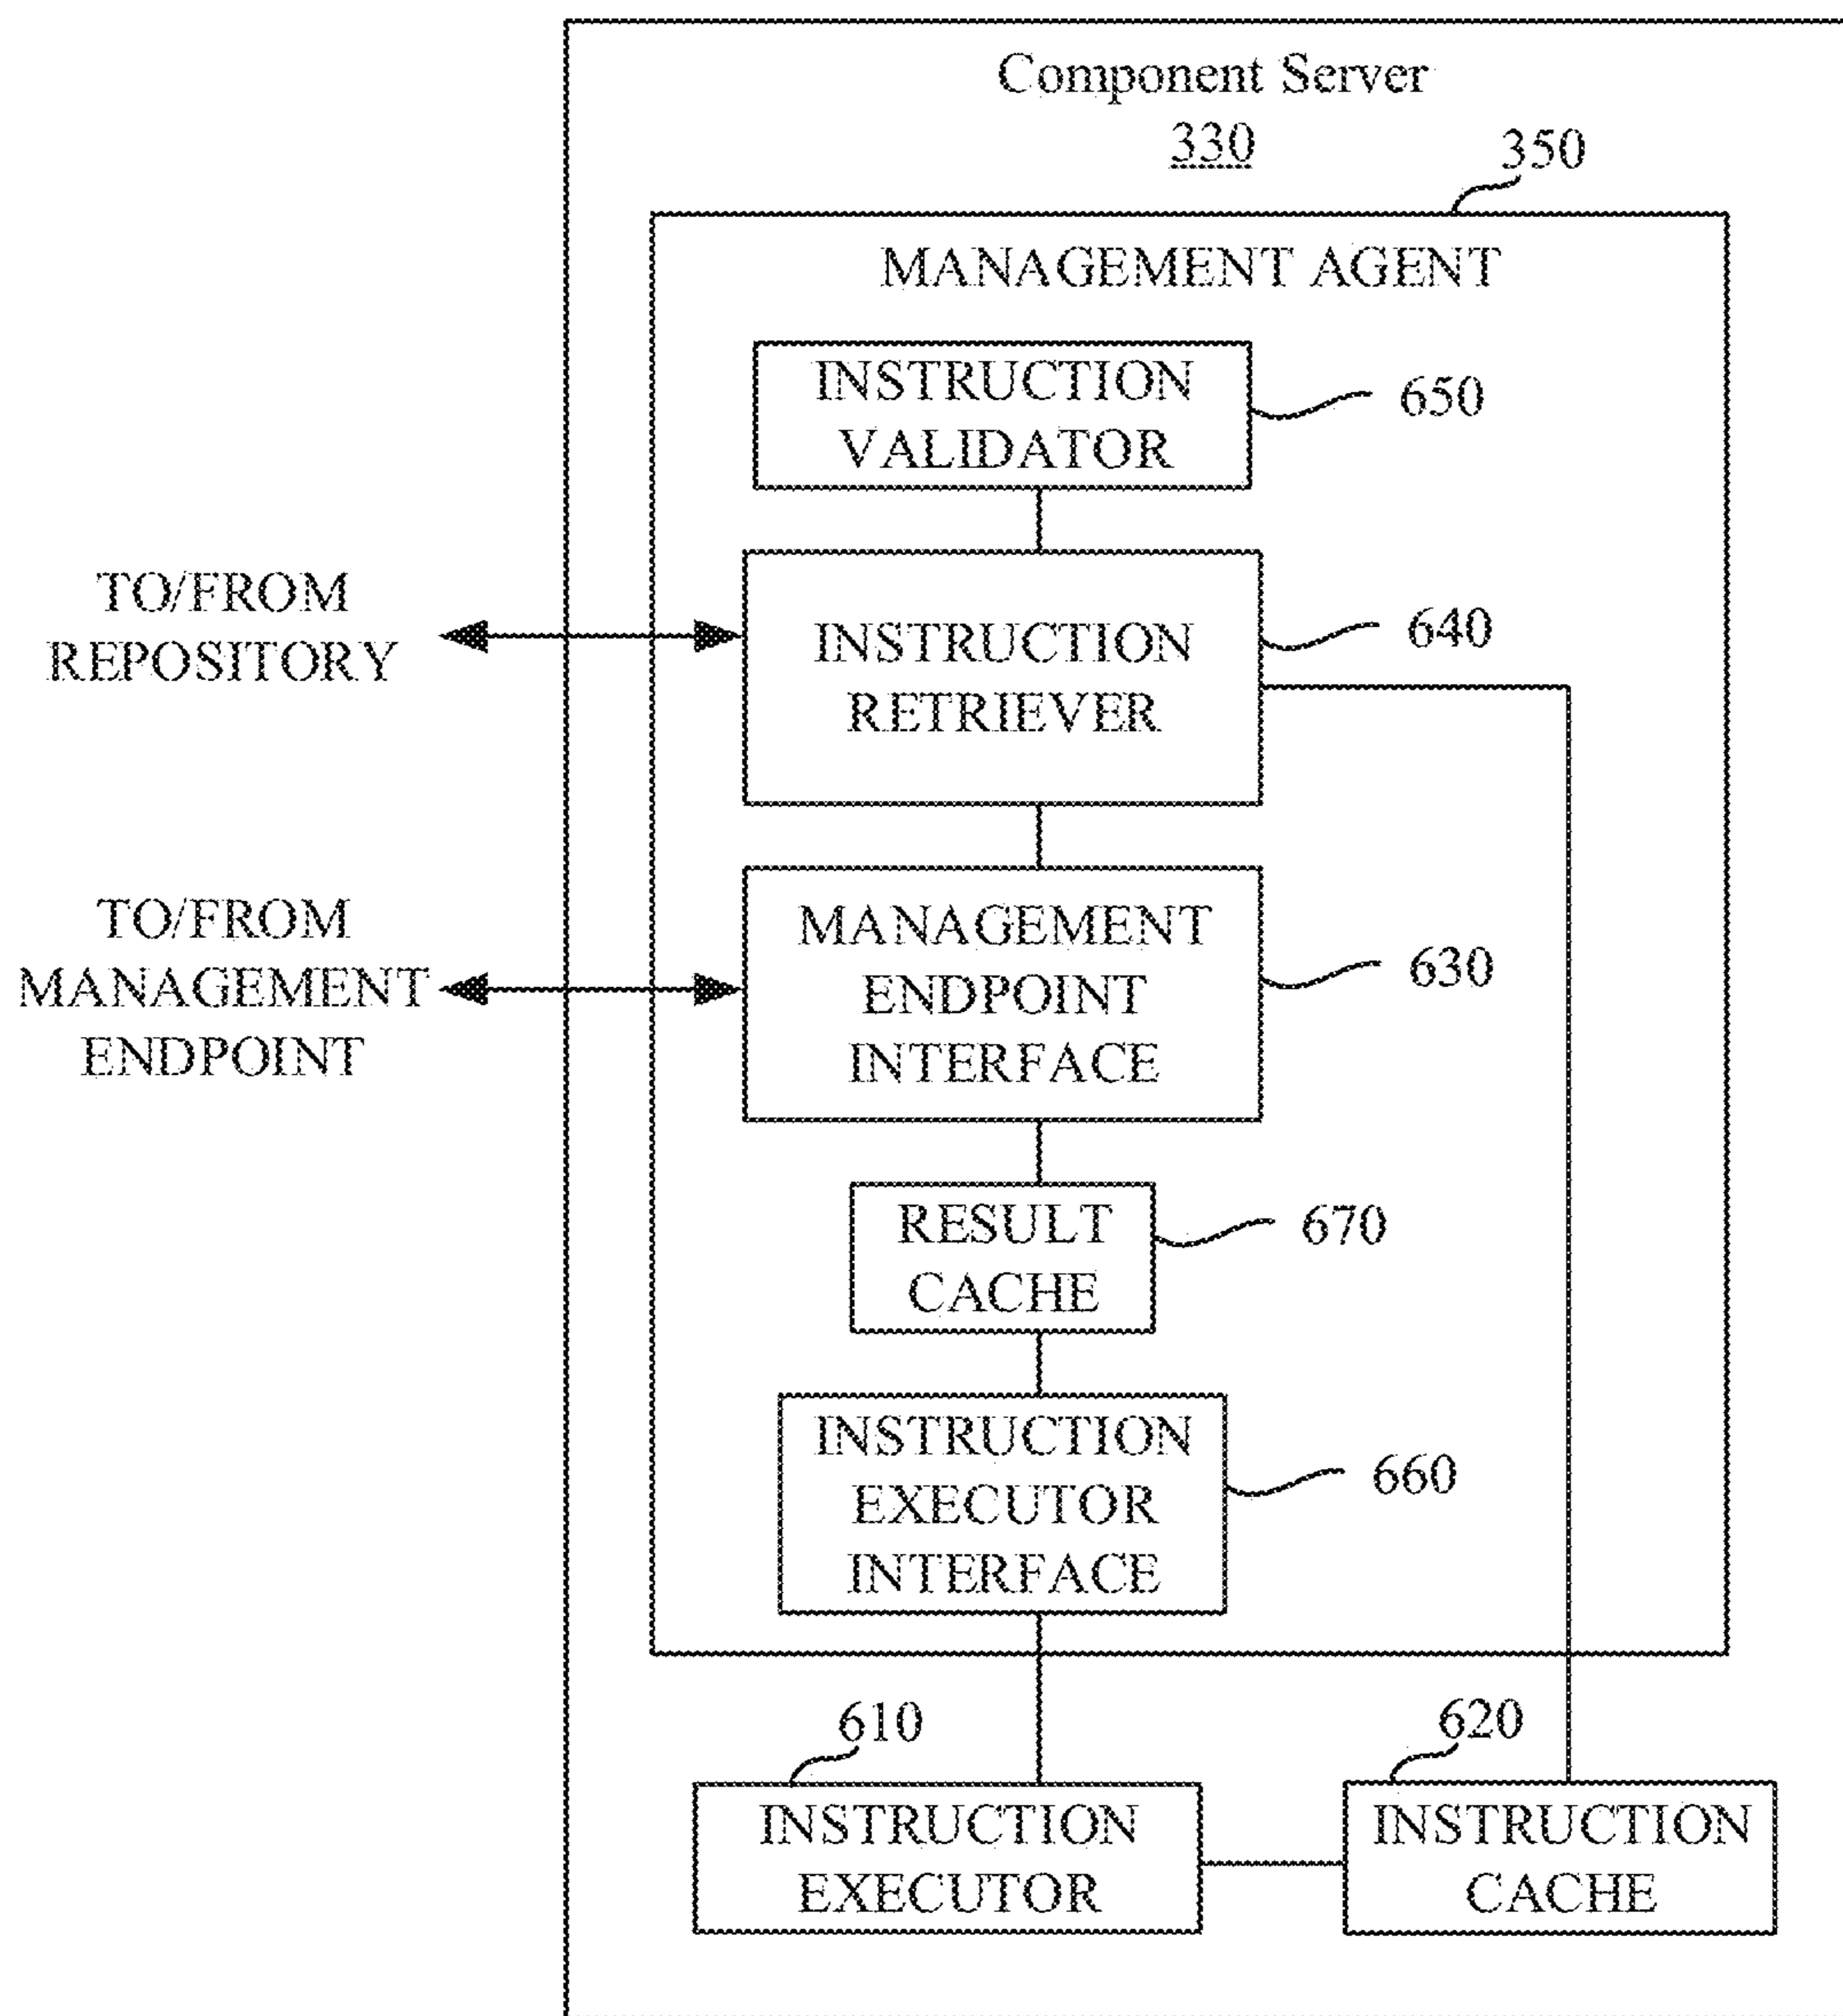 Component Server
330
350
MANAGEMENT AGENT
INSTRUCTION
VALIDATOR
650
TO/FROM
REPOSITORY
INSTRUCTION
RETRIEVER
640
TO/FROM
MANAGEMENT
ENDPOINT
MANAGEMENT
ENDPOINT
INTERFACE
630
RESULT
CACHE
670
INSTRUCTION
EXECUTOR
INTERFACE
660
610
620
INSTRUCTION
EXECUTOR
INSTRUCTION
CACHE